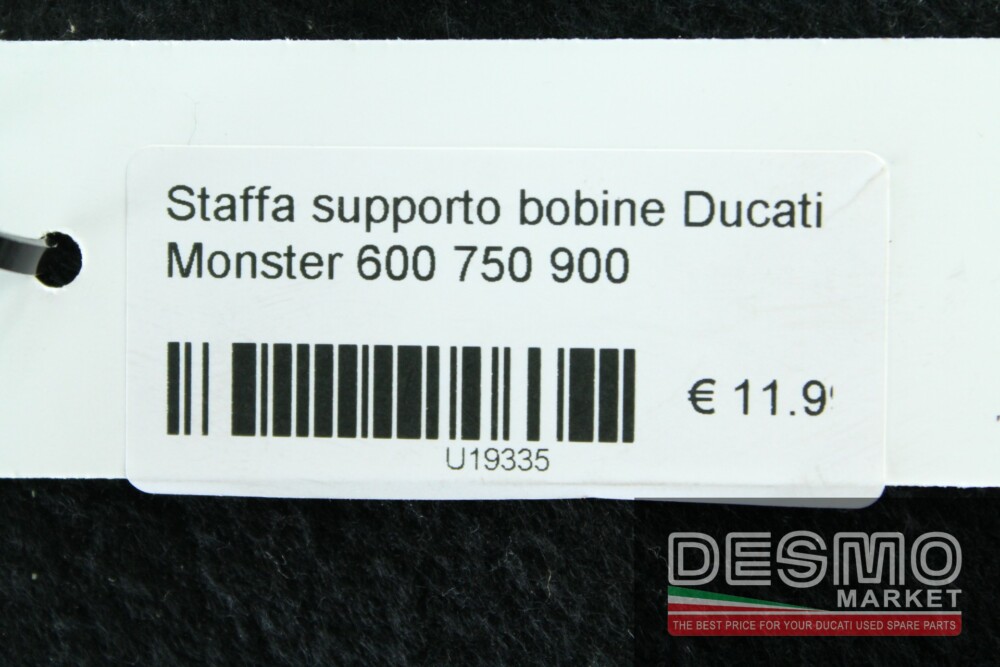 Staffa supporto bobine Ducati
Monster 600 750 900
€ 11.9
U19335
DESMO
MARKET
THE BEST PRICE FOR YOUR DUCATI USED SPARE PARTS